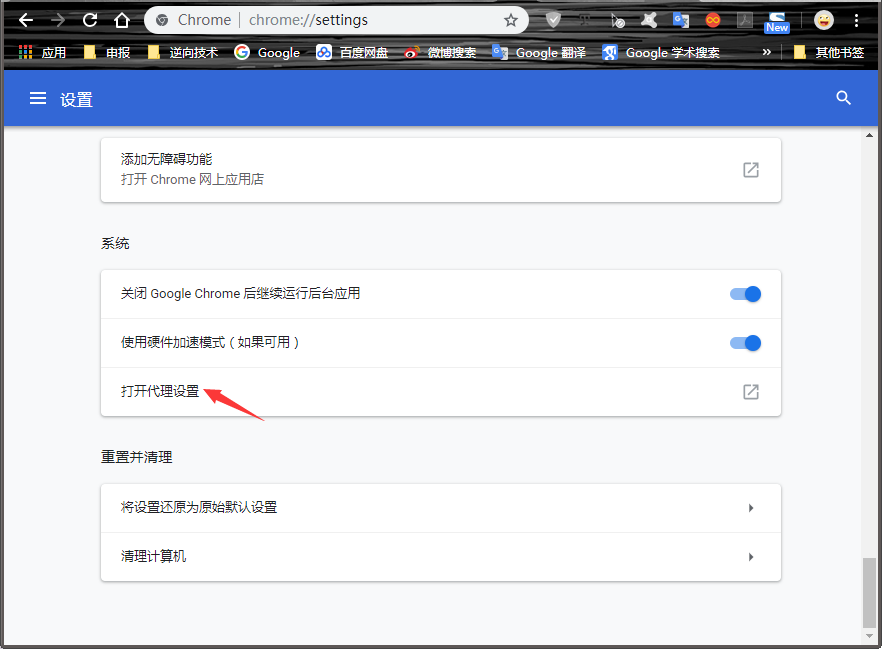 Chrome | chrome://settings
New
应用 申报 逆向技术 Google 百度网盘 微博搜索 Google 翻译 Google 学术搜索 » 其他书签
设置
添加无障碍功能
打开 Chrome 网上应用店
系统
关闭 Google Chrome 后继续运行后台应用
使用硬件加速模式（如果可用）
打开代理设置
重置并清理
将设置还原为原始默认设置
清理计算机